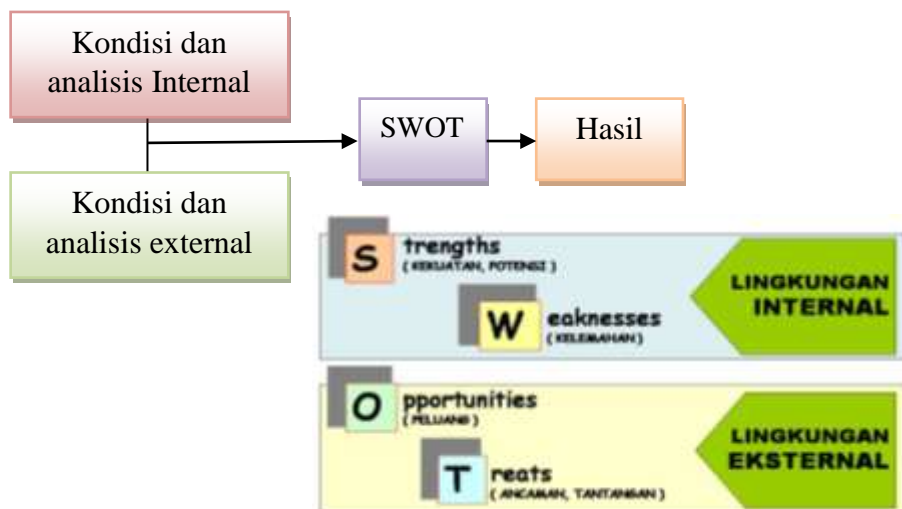 Kondisi dan
analisis Internal
SWOT
Hasil
Kondisi dan
analisis external
S trengths
( KEKUATAN, POTENSI )
W eaknesses
( KELEMAHAN )
LINGKUNGAN
INTERNAL
O pportunities
( PELUANG )
T reats
( ANCAMAN, TANTANGAN )
LINGKUNGAN
EKSTERNAL